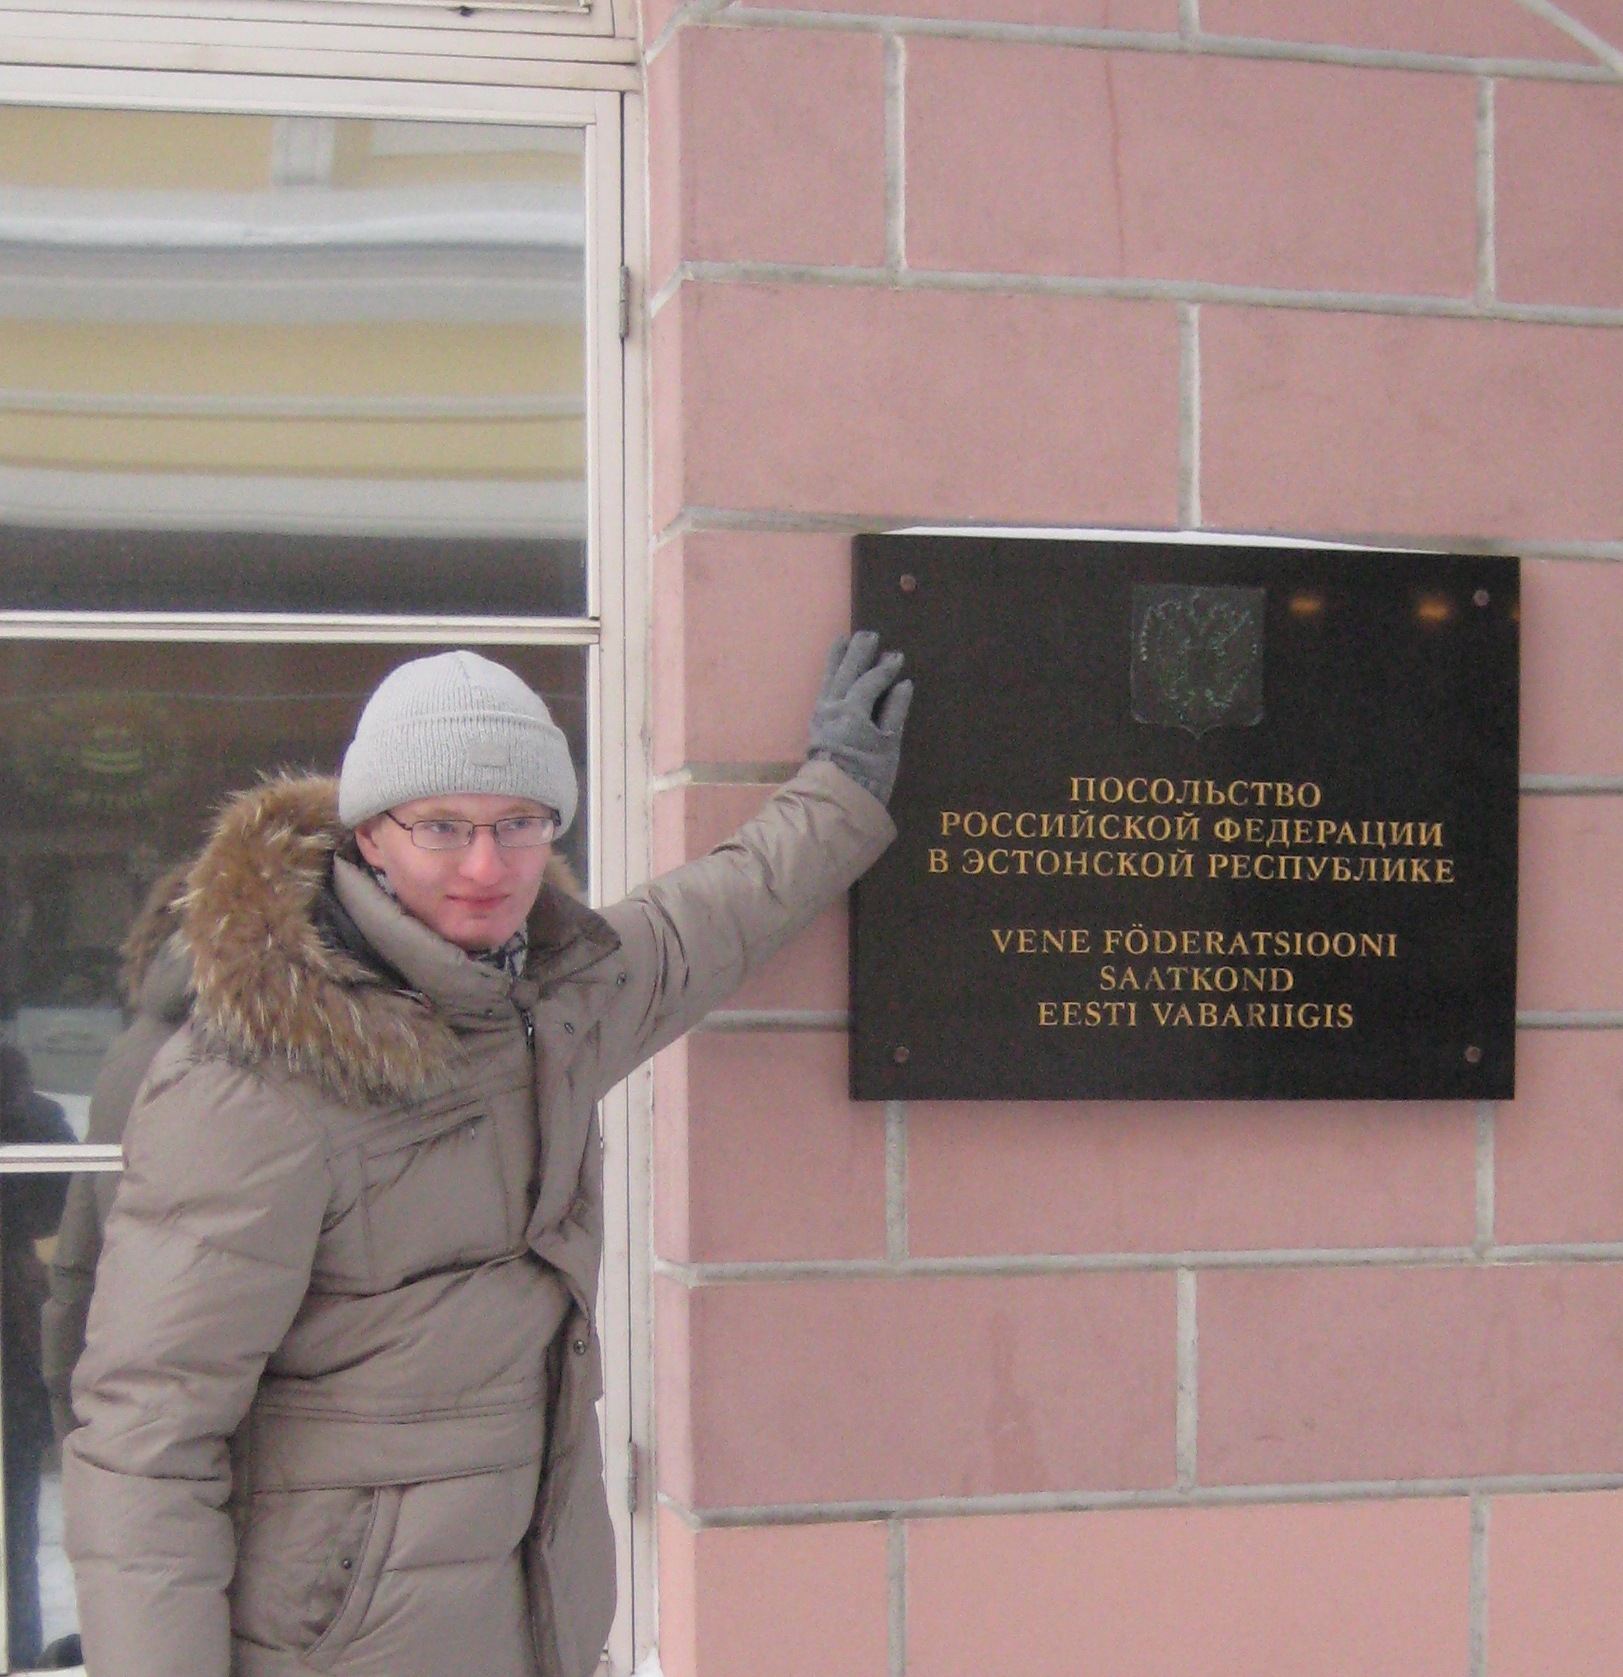 ПОСОЛЬСТВО
РОССИЙСКОЙ ФЕДЕРАЦИИ
В ЭСТОНСКОЙ РЕСПУБЛИКЕ
VENE FÖDERATSIOONI
SAATKOND
EESTI VABARIIGIS